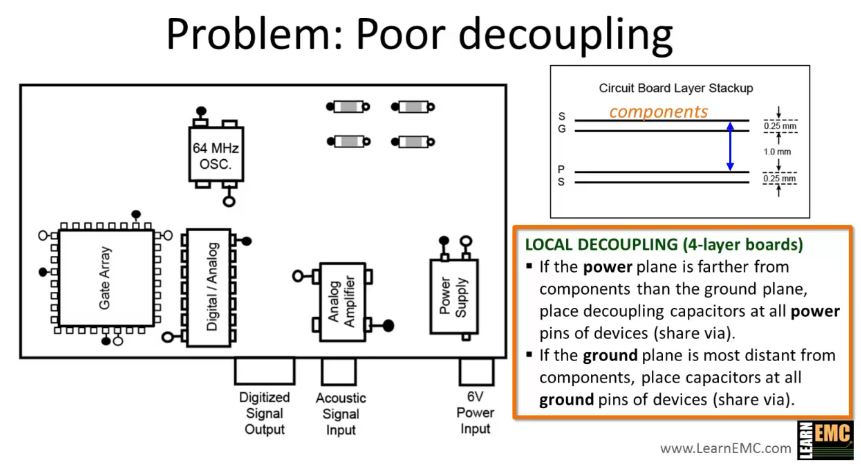 Problem: Poor decoupling
64 MHz
OSC.
Gate Array
Digital / Analog
Analog
Amplifier
Power
Supply
Digitized
Signal
Output
Acoustic
Signal
Input
6V
Power
Input
Circuit Board Layer Stackup
components
S
G
P
S
0.25 mm
1.0 mm
0.25 mm
LOCAL DECOUPLING (4-layer boards)
▪ If the power plane is farther from
components than the ground plane,
place decoupling capacitors at all power
pins of devices (share via).
▪ If the ground plane is most distant from
components, place capacitors at all
ground pins of devices (share via).
www.LearnEMC.com
LEARN
EMC